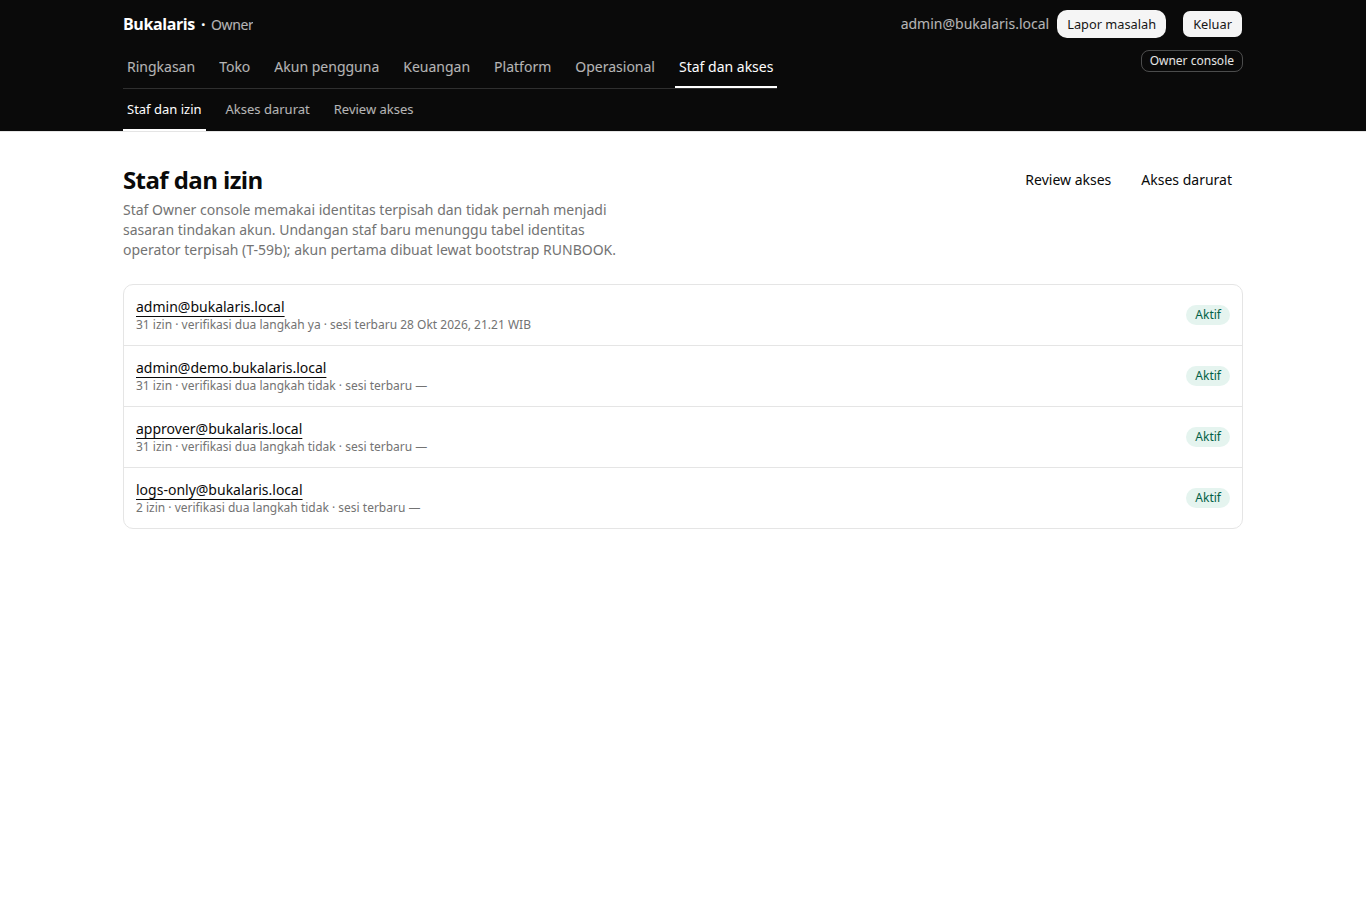 Bukalaris · Owner
admin@bukalaris.local
Lapor masalah
Keluar
Ringkasan
Toko
Akun pengguna
Keuangan
Platform
Operasional
Staf dan akses
Owner console
Staf dan izin
Akses darurat
Review akses
Staf dan izin
Review akses
Akses darurat
Staf Owner console memakai identitas terpisah dan tidak pernah menjadi
sasaran tindakan akun. Undangan staf baru menunggu tabel identitas
operator terpisah (T-59b); akun pertama dibuat lewat bootstrap RUNBOOK.
admin@bukalaris.local
31 izin · verifikasi dua langkah ya · sesi terbaru 28 Okt 2026, 21.21 WIB
Aktif
admin@demo.bukalaris.local
31 izin · verifikasi dua langkah tidak · sesi terbaru —
Aktif
approver@bukalaris.local
31 izin · verifikasi dua langkah tidak · sesi terbaru —
Aktif
logs-only@bukalaris.local
2 izin · verifikasi dua langkah tidak · sesi terbaru —
Aktif